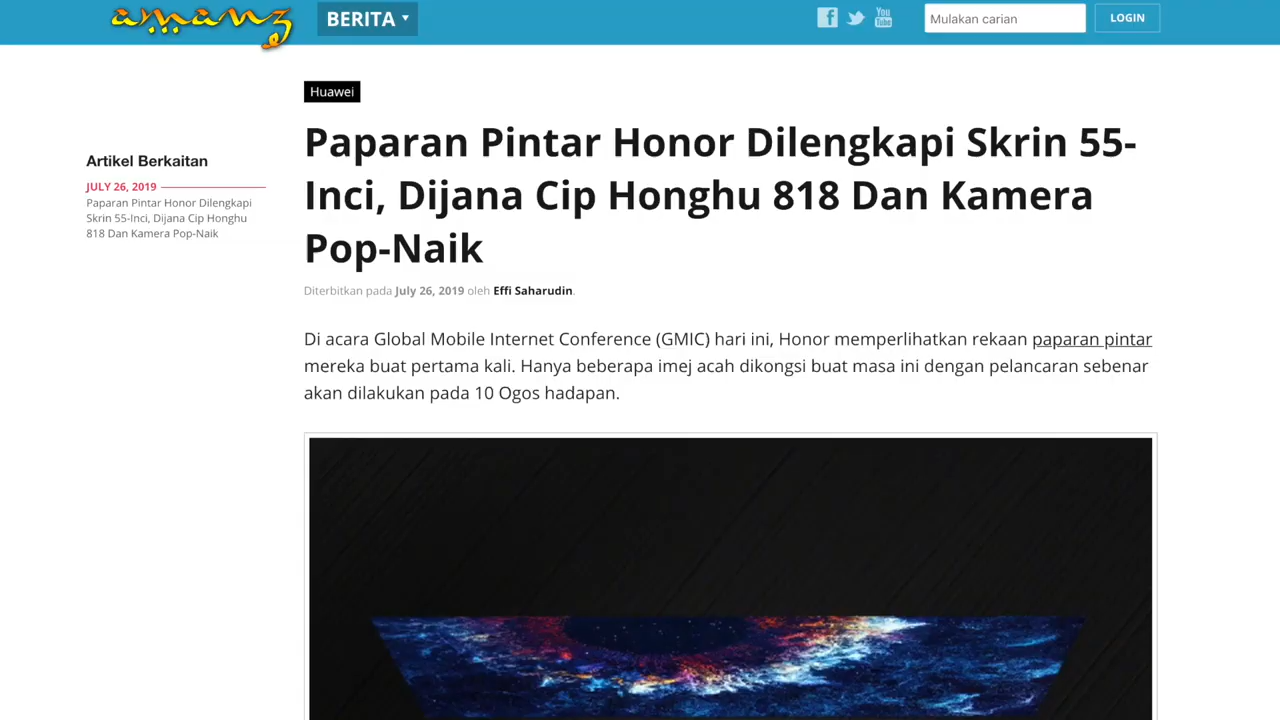 amanz
BERITA
Mulakan carian
LOGIN
Huawei
Paparan Pintar Honor Dilengkapi Skrin 55-
Inci, Dijana Cip Honghu 818 Dan Kamera
Pop-Naik
Diterbitkan pada July 26, 2019 oleh Effi Saharudin.
Artikel Berkaitan
JULY 26, 2019
Paparan Pintar Honor Dilengkapi
Skrin 55-Inci, Dijana Cip Honghu
818 Dan Kamera Pop-Naik
Di acara Global Mobile Internet Conference (GMIC) hari ini, Honor memperlihatkan rekaan paparan pintar
mereka buat pertama kali. Hanya beberapa imej acah dikongsi buat masa ini dengan pelancaran sebenar
akan dilakukan pada 10 Ogos hadapan.
You
Tube